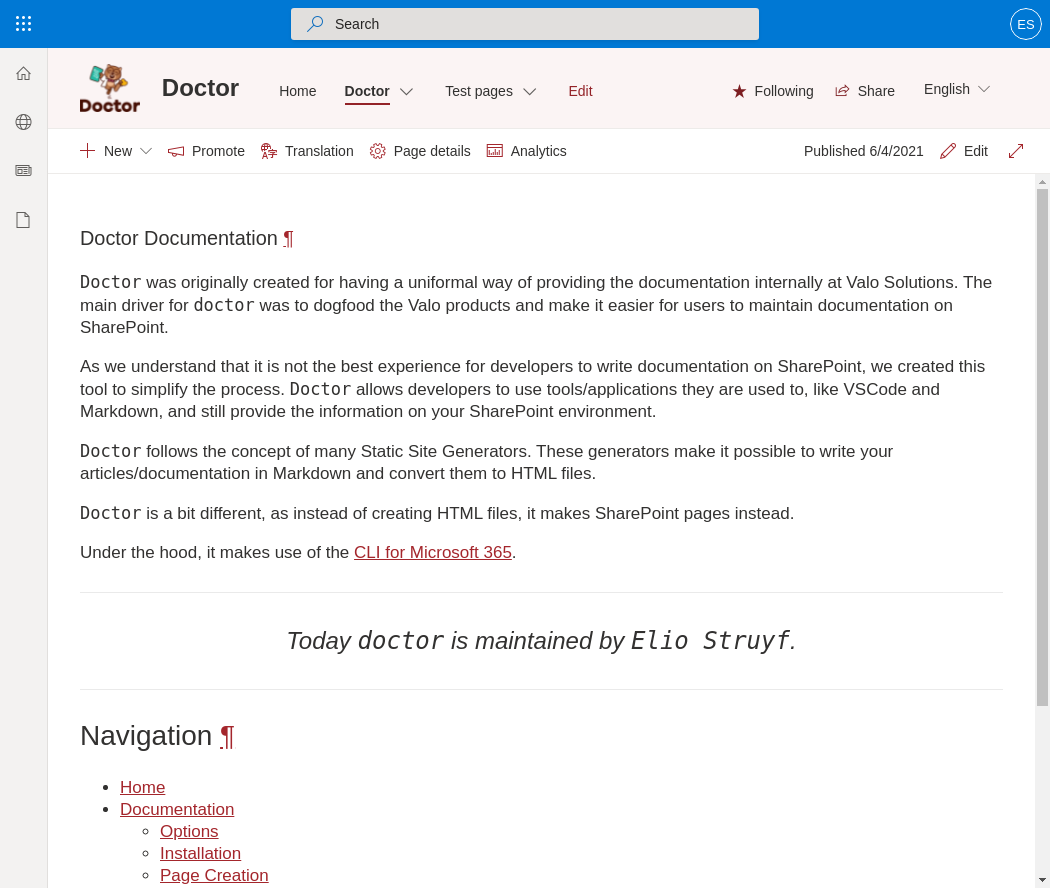 Search
ES
Doctor
Doctor
Home
Doctor
Test pages
Edit
Following
Share
English
New
Promote
Translation
Page details
Analytics
Published 6/4/2021
Edit
Doctor Documentation ¶
Doctor was originally created for having a uniformal way of providing the documentation internally at Valo Solutions. The
main driver for doctor was to dogfood the Valo products and make it easier for users to maintain documentation on
SharePoint.
As we understand that it is not the best experience for developers to write documentation on SharePoint, we created this
tool to simplify the process. Doctor allows developers to use tools/applications they are used to, like VSCode and
Markdown, and still provide the information on your SharePoint environment.
Doctor follows the concept of many Static Site Generators. These generators make it possible to write your
articles/documentation in Markdown and convert them to HTML files.
Doctor is a bit different, as instead of creating HTML files, it makes SharePoint pages instead.
Under the hood, it makes use of the CLI for Microsoft 365.
Today doctor is maintained by Elio Struyf.
Navigation ¶
Home
Documentation
Options
Installation
Page Creation